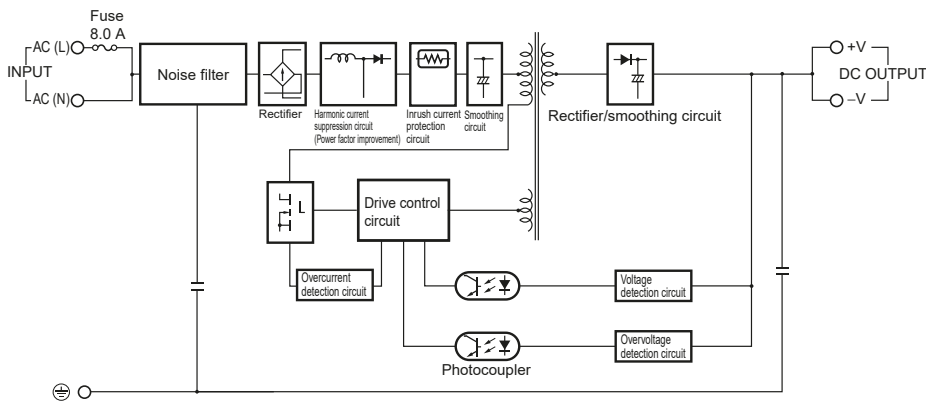 Fuse
8.0 A
AC (L)
INPUT
AC (N)
Noise filter
Rectifier
Harmonic current
suppression circuit
(Power factor improvement)
Inrush current
protection
circuit
Smoothing
circuit
Rectifier/smoothing circuit
+V
DC OUTPUT
–V
Drive control
circuit
Overcurrent
detection circuit
Voltage
detection circuit
Overvoltage
detection circuit
Photocoupler